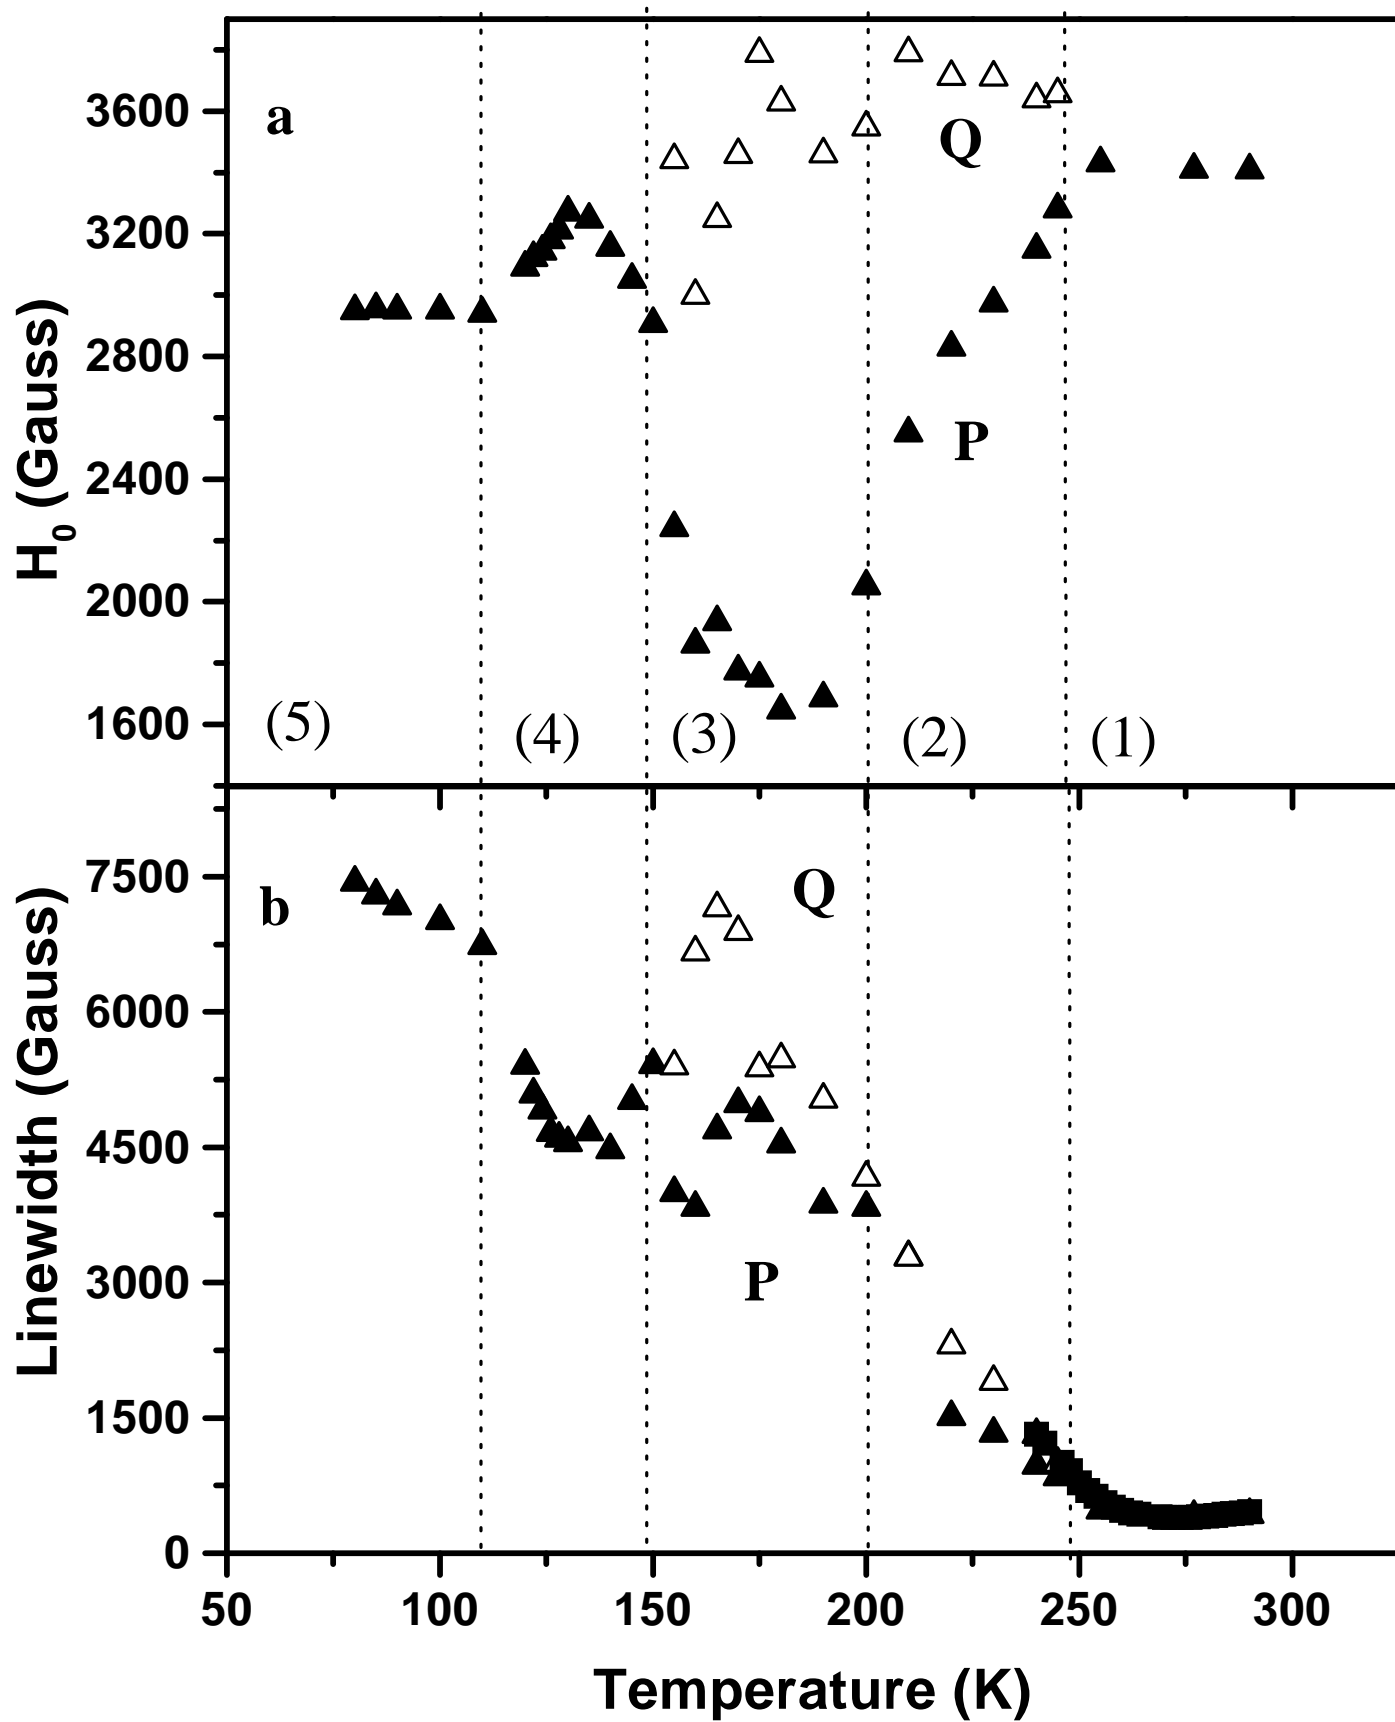 a
3600
Q
3200
2800
P
2400
2000
1600
H0 (Gauss)
(5) (4) (3) (2) (1)
7500
b
Q
6000
4500
P
3000
1500
0
Linewidth (Gauss)
50 100 150 200 250 300
Temperature (K)